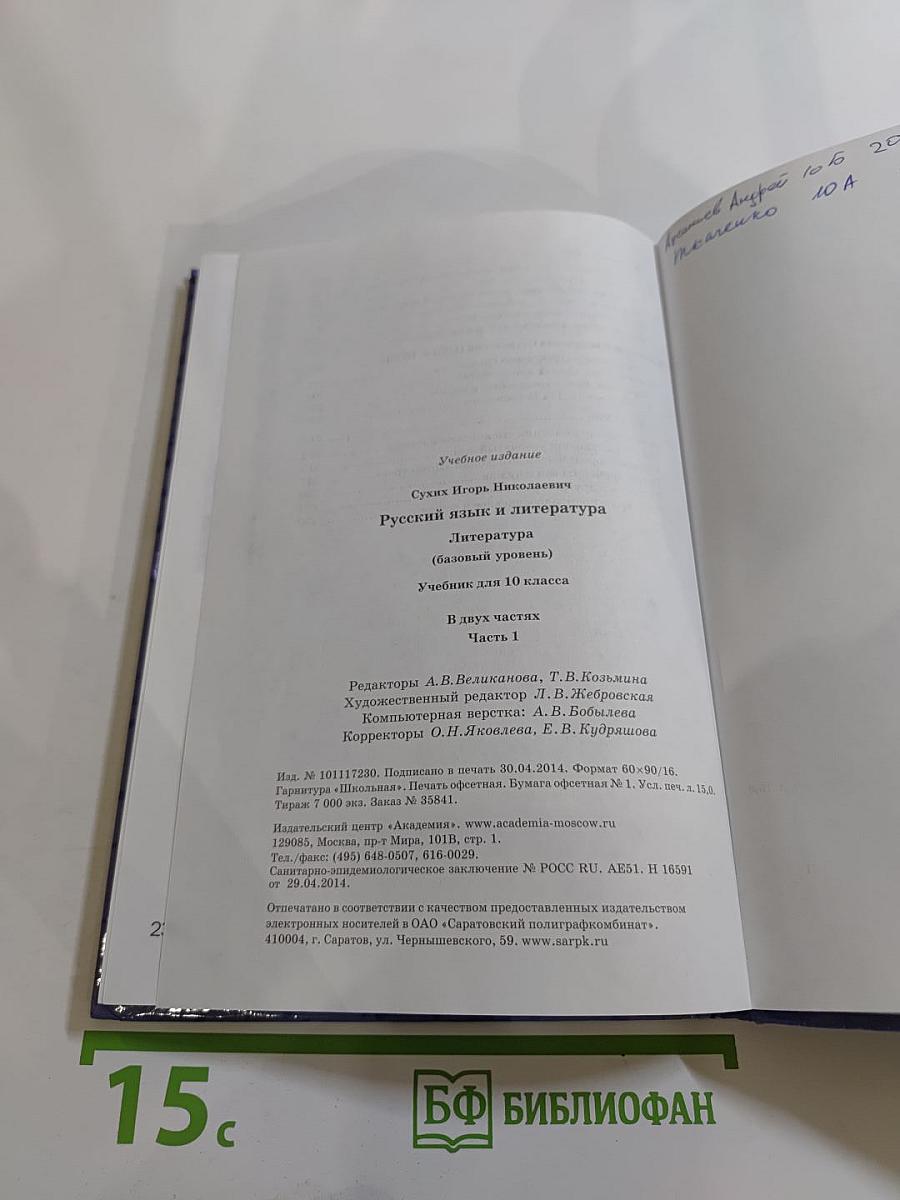 Учебное издание
Сухих Игорь Николаевич
Русский язык и литература
Литература
(базовый уровень)
Учебник для 10 класса
В двух частях
Часть 1
Редакторы А.В.Великанова, Т.В.Козьмина
Художественный редактор Л.В.Жебровская
Компьютерная верстка: А.В.Бобылева
Корректоры О.Н.Яковлева, Е.В.Кудряшова
Изд. № 101117230. Подписано в печать 30.04.2014. Формат 60×90/16.
Гарнитура «Школьная». Печать офсетная. Бумага офсетная № 1. Усл. печ. л. 15,0.
Тираж 7 000 экз. Заказ № 35841.
Издательский центр «Академия». www.academia-moscow.ru
129085, Москва, пр-т Мира, 101В, стр. 1.
Тел./факс: (495) 648-0507, 616-0029.
Санитарно-эпидемиологическое заключение № РОСС RU. АЕ51. Н 16591
от 29.04.2014.
Отпечатано в соответствии с качеством предоставленных издательством
электронных носителей в ОАО «Саратовский полиграфкомбинат».
410004, г. Саратов, ул. Чернышевского, 59. www.sarpk.ru
Андрей 10Б 20
Ткаченко 10А
15 с
БФ БИБЛИОФАН